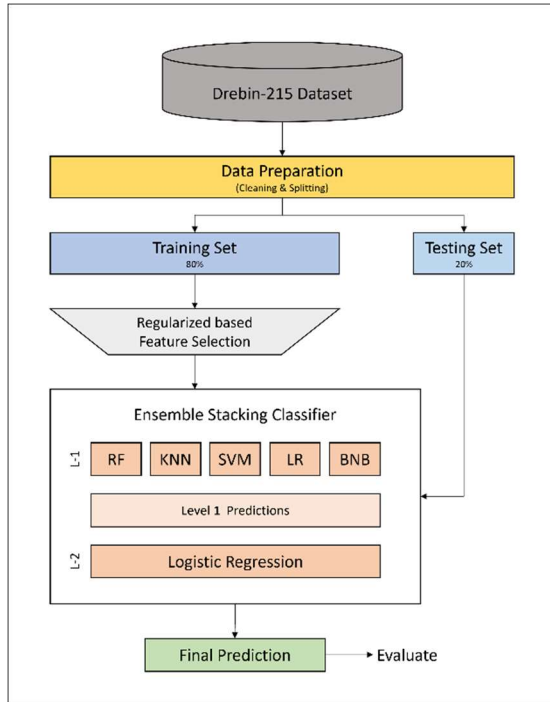 Drebin-215 Dataset
Data Preparation
(Cleaning & Splitting)
Training Set
80%
Testing Set
20%
Regularized based
Feature Selection
Ensemble Stacking Classifier
L-1
RF KNN SVM LR BNB
Level 1 Predictions
L-2
Logistic Regression
Final Prediction
Evaluate